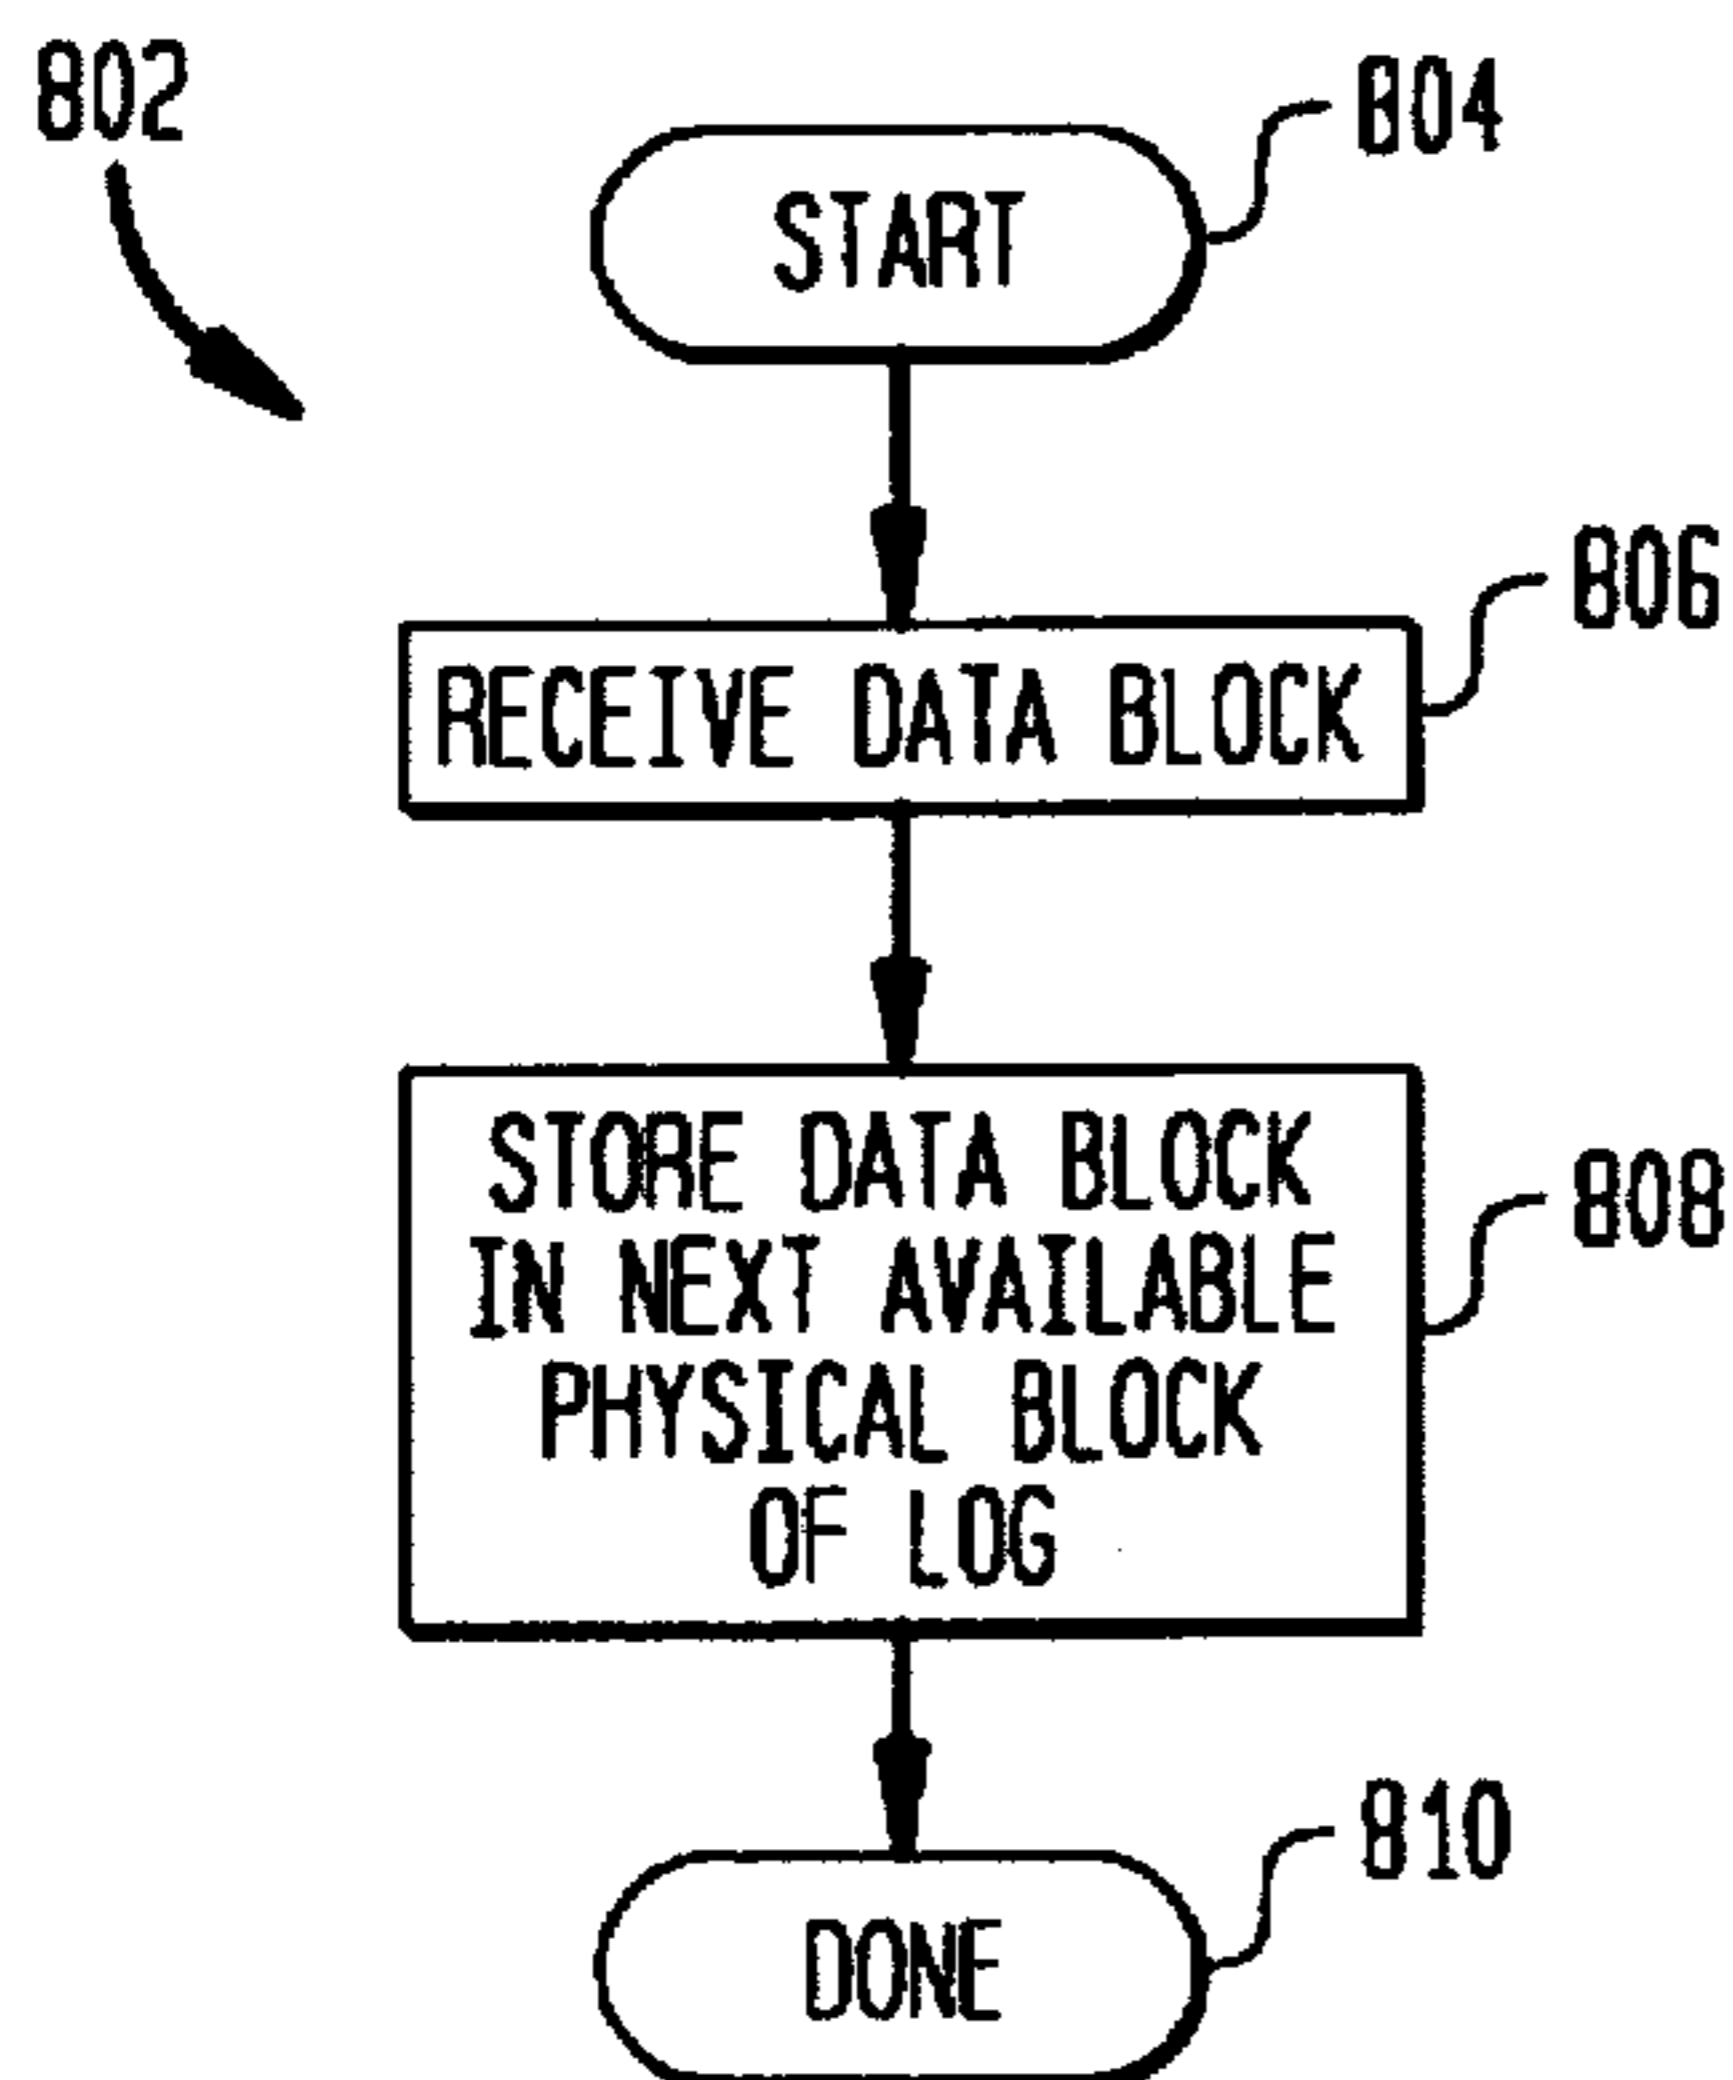 802
804
START
806
RECEIVE DATA BLOCK
STORE DATA BLOCK
IN NEXT AVAILABLE
PHYSICAL BLOCK
OF LOG
808
810
DONE